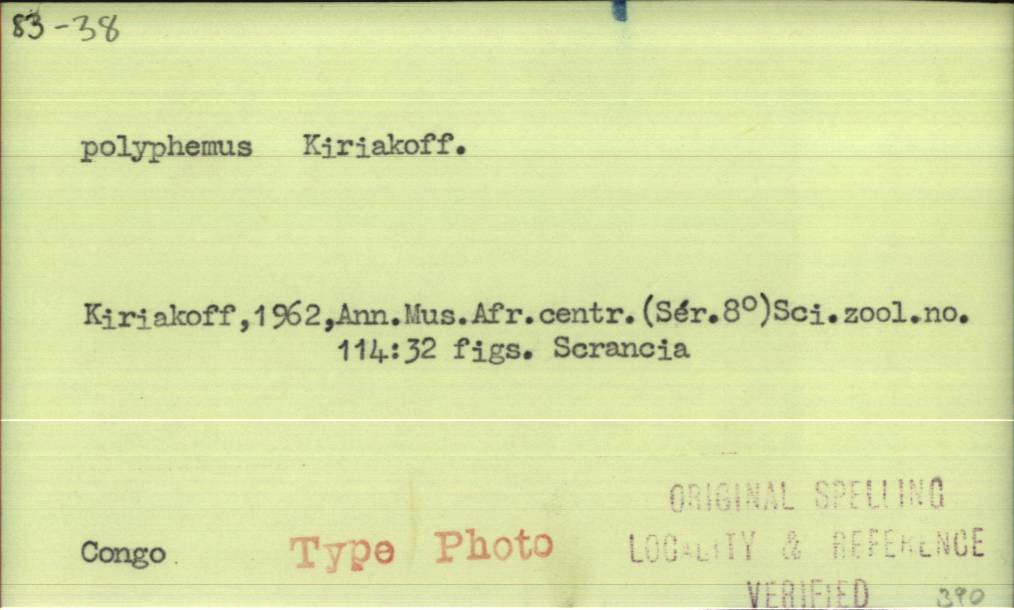 83-38
polyphemus Kiriakoff.
Kiriakoff,1962,Ann.Mus.Afr.centr.(Sér.8°)Sci.zool.no.
114:32 figs. Scrancia
Congo
Type Photo
ORIGINAL SPELLING
LOCALITY & REFERENCE
VERIFIED
390